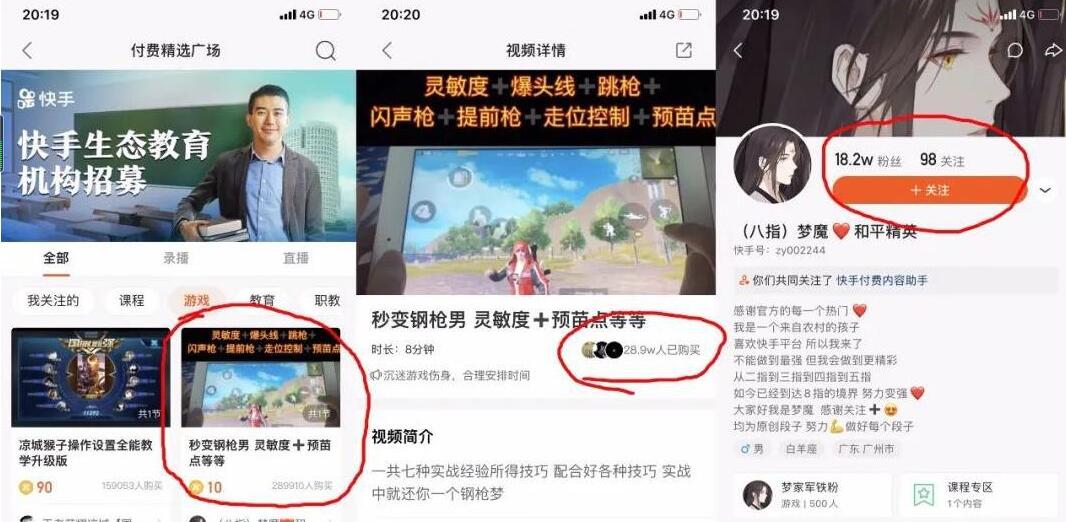 20:19
4G
付费精选广场
快手
快手生态教育
机构招募
全部
录播
直播
我关注的
课程
游戏
教育
职教
共1节
灵敏度➕爆头线➕跳枪➕
闪声枪➕提前枪➕走位控制➕预苗点
共1节
凉城猴子操作设置全能教
学升级版
秒变钢枪男 灵敏度➕预苗
点等等
90
159053人购买
10
289910人购买
20:20
4G
视频详情
灵敏度➕爆头线➕跳枪➕
闪声枪➕提前枪➕走位控制➕预苗点
秒变钢枪男 灵敏度➕预苗点等等
时长：8分钟
28.9w人已购买
沉迷游戏伤身，合理安排时间
视频简介
一共七种实战经验所得技巧 配合好各种技巧 实战
中就还你一个钢枪梦
20:19
4G
18.2w 粉丝 98 关注
＋关注
（八指）梦魔❤️和平精英
快手号：zy002244
你们共同关注了 快手付费内容助手
感谢官方的每一个热门❤️
我是一个来自农村的孩子
喜欢快手平台 所以我来了
不能做到最强 但我会做到更精彩
从二指到三指到四指到五指
如今已经到达8指的境界 努力变强❤️
大家好我是梦魔 感谢关注➕😍
均为原创段子 努力💪做好每个段子
♂ 男
白羊座
广东 广州市
梦家军铁粉
游戏 | 500人
课程专区
1个内容